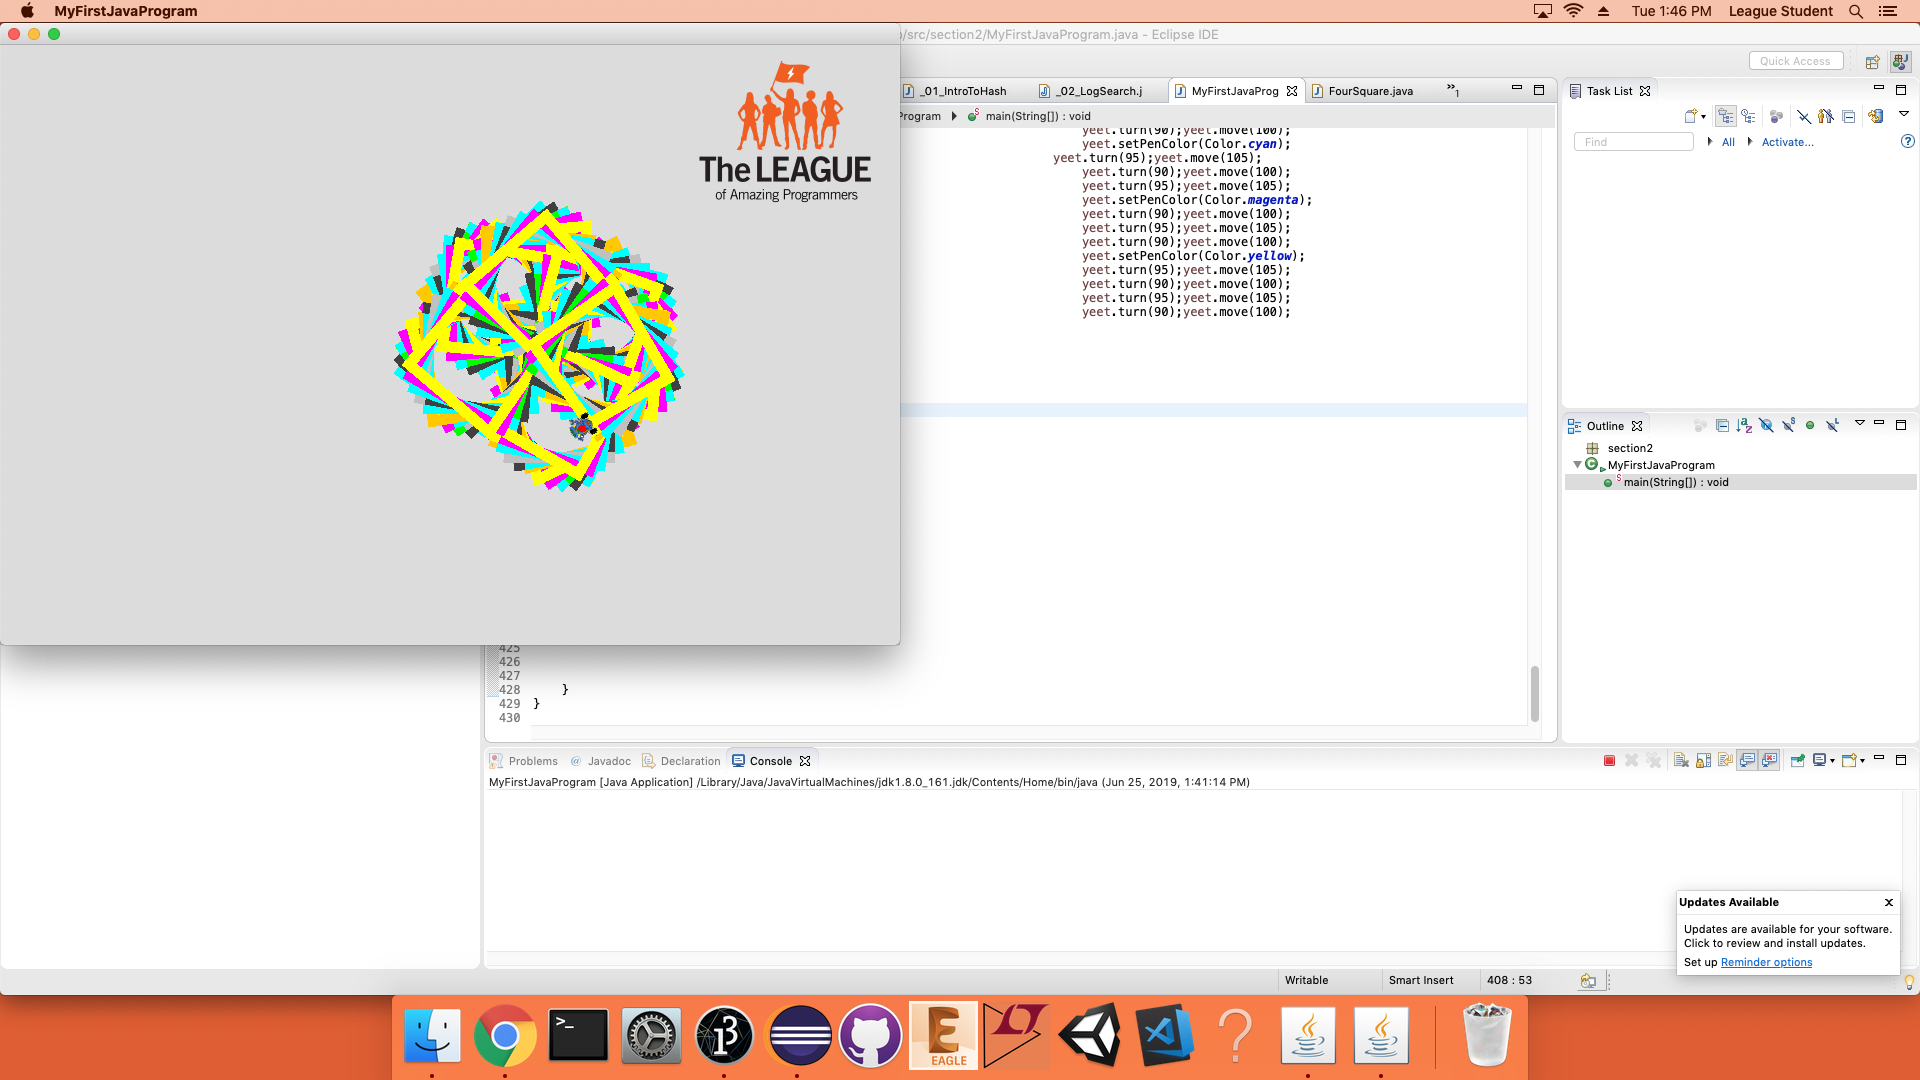 MyFirstJavaProgram
Tue 1:46 PM League Student
/src/section2/MyFirstJavaProgram.java - Eclipse IDE
Quick Access
The LEAGUE
of Amazing Programmers
_01_IntroToHash
_02_LogSearch.j
MyFirstJavaProg
FourSquare.java
»1
Program
main(String[]) : void
yeet.turn(90);yeet.move(100);
yeet.setPenColor(Color.cyan);
yeet.turn(95);yeet.move(105);
yeet.turn(90);yeet.move(100);
yeet.turn(95);yeet.move(105);
yeet.setPenColor(Color.magenta);
yeet.turn(90);yeet.move(100);
yeet.turn(95);yeet.move(105);
yeet.turn(90);yeet.move(100);
yeet.setPenColor(Color.yellow);
yeet.turn(95);yeet.move(105);
yeet.turn(90);yeet.move(100);
yeet.turn(95);yeet.move(105);
yeet.turn(90);yeet.move(100);
425
426
427
428 }
429 }
430
Task List
Find
All
Activate...
Outline
section2
MyFirstJavaProgram
main(String[]) : void
Problems @ Javadoc Declaration Console
MyFirstJavaProgram [Java Application] /Library/Java/JavaVirtualMachines/jdk1.8.0_161.jdk/Contents/Home/bin/java (Jun 25, 2019, 1:41:14 PM)
Updates Available
Updates are available for your software.
Click to review and install updates.
Set up Reminder options
Writable
Smart Insert
408 : 53
EAGLE